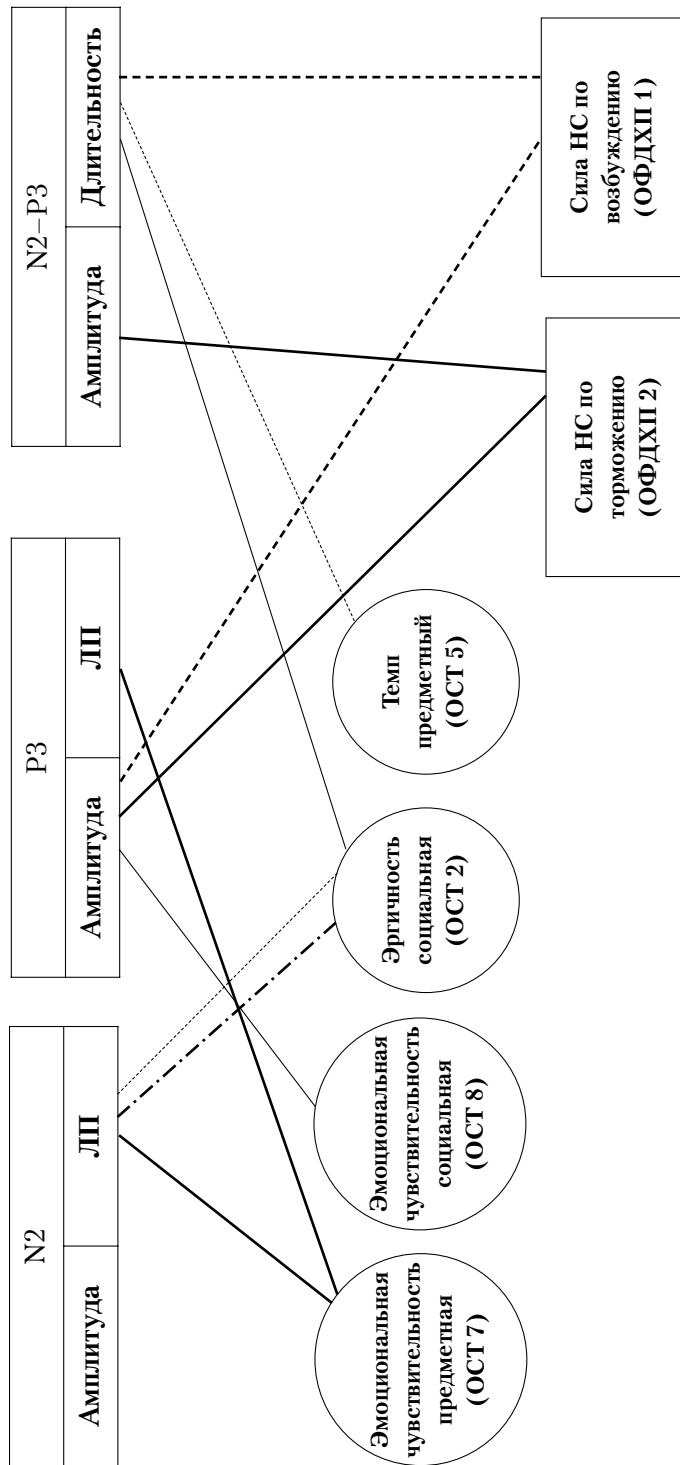 N2
P3
N2–P3
Амплитуда
ЛП
Амплитуда
ЛП
Амплитуда
Длительность
Эмоциональная
чувствительность
предметная
(ОСТ 7)
Эмоциональная
чувствительность
социальная
(ОСТ 8)
Эргичность
социальная
(ОСТ 2)
Темп
предметный
(ОСТ 5)
Сила НС по
торможению
(ОФДХП 2)
Сила НС по
возбуждению
(ОФДХП 1)